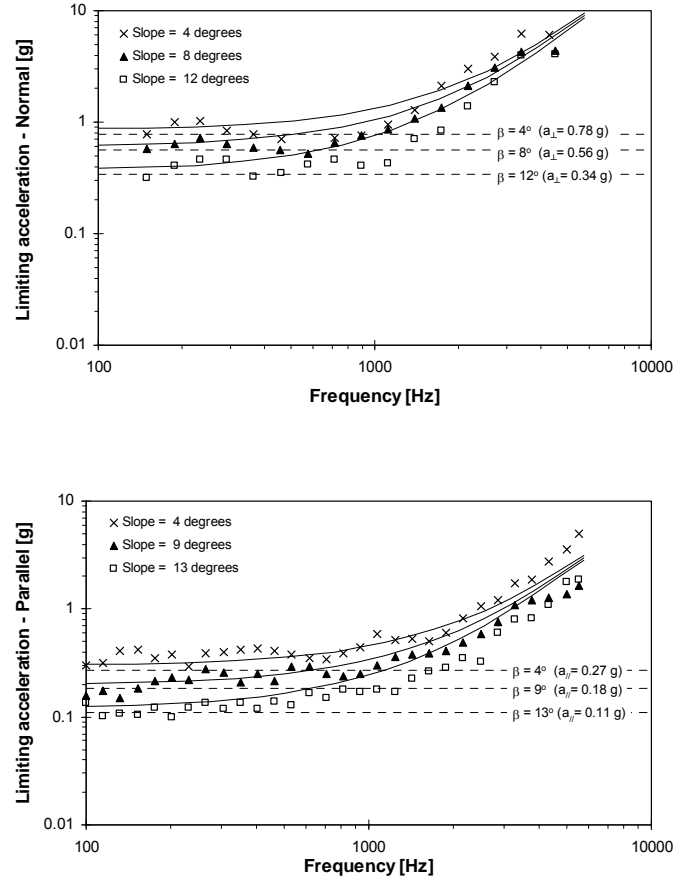 10
1
0.1
0.01
Limiting acceleration - Normal [g]
× Slope = 4 degrees
▲ Slope = 8 degrees
□ Slope = 12 degrees
β = 4° (a⊥= 0.78 g)
β = 8° (a⊥= 0.56 g)
β = 12° (a⊥= 0.34 g)
100 1000 10000
Frequency [Hz]
10
1
0.1
0.01
Limiting acceleration - Parallel [g]
× Slope = 4 degrees
▲ Slope = 9 degrees
□ Slope = 13 degrees
β = 4° (a// = 0.27 g)
β = 9° (a// = 0.18 g)
β = 13° (a// = 0.11 g)
100 1000 10000
Frequency [Hz]